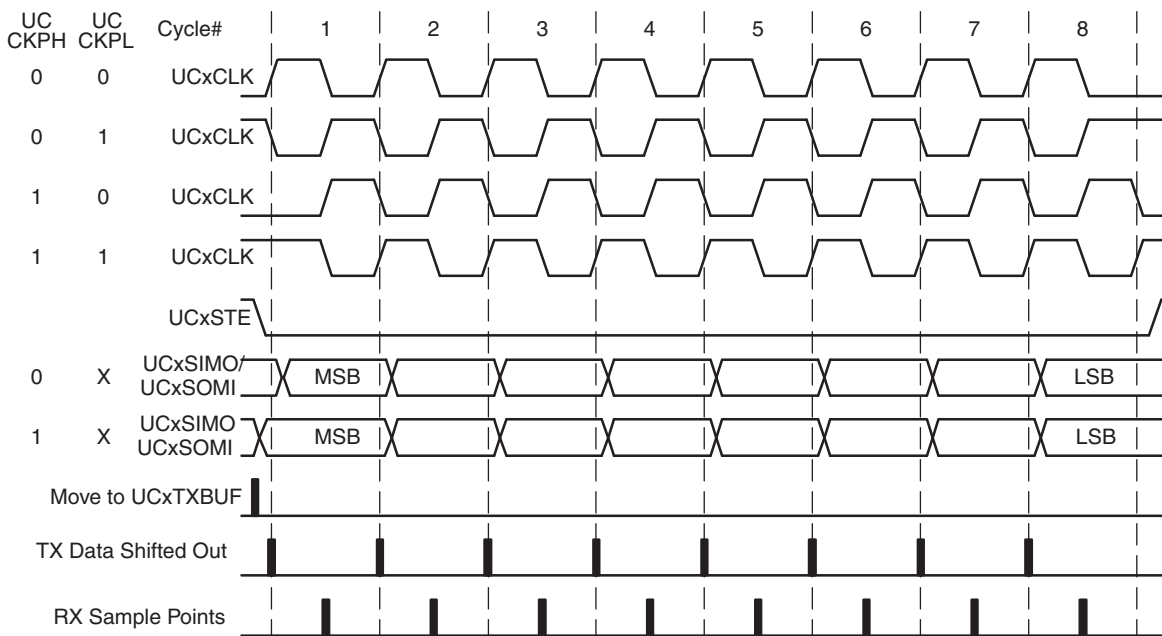 UC CKPH UC CKPL Cycle# 1 2 3 4 5 6 7 8
0 0 UCxCLK
0 1 UCxCLK
1 0 UCxCLK
1 1 UCxCLK
UCxSTE
0 X UCxSIMO/ UCxSOMI MSB LSB
1 X UCxSIMO UCxSOMI MSB LSB
Move to UCxTXBUF
TX Data Shifted Out
RX Sample Points